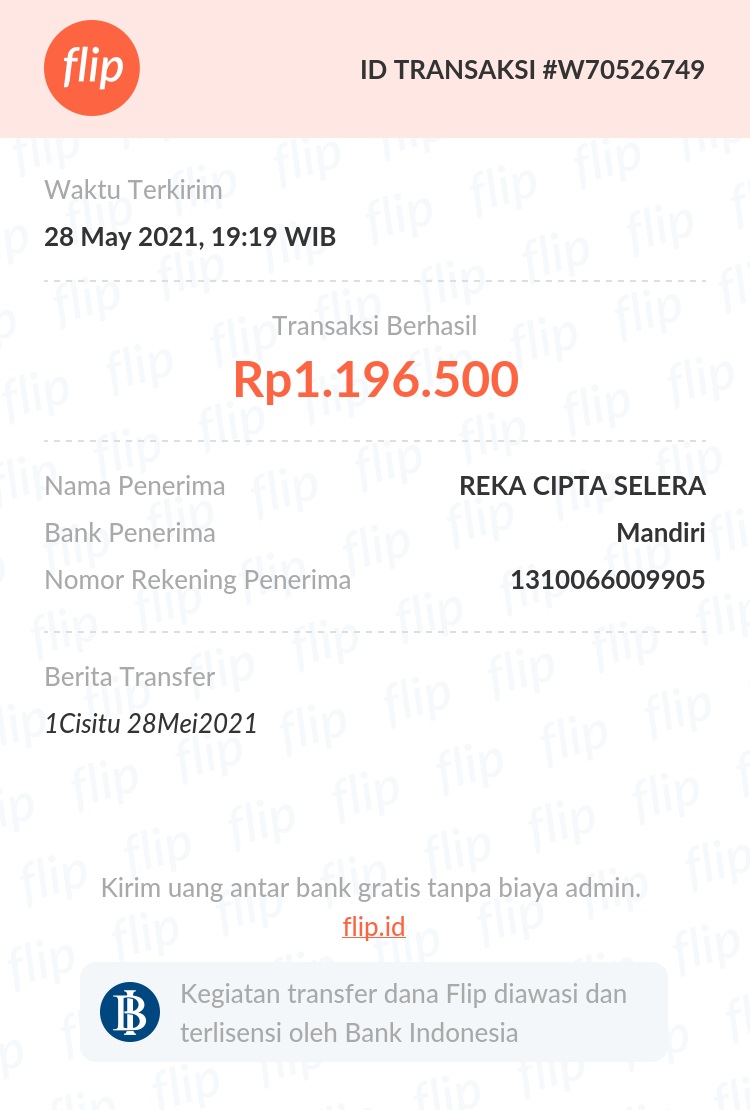 flip
ID TRANSAKSI #W70526749
Waktu Terkirim
28 May 2021, 19:19 WIB
Transaksi Berhasil
Rp1.196.500
Nama Penerima REKA CIPTA SELERA
Bank Penerima Mandiri
Nomor Rekening Penerima 1310066009905
Berita Transfer
1Cisitu 28Mei2021
Kirim uang antar bank gratis tanpa biaya admin.
flip.id
Kegiatan transfer dana Flip diawasi dan
terlisensi oleh Bank Indonesia